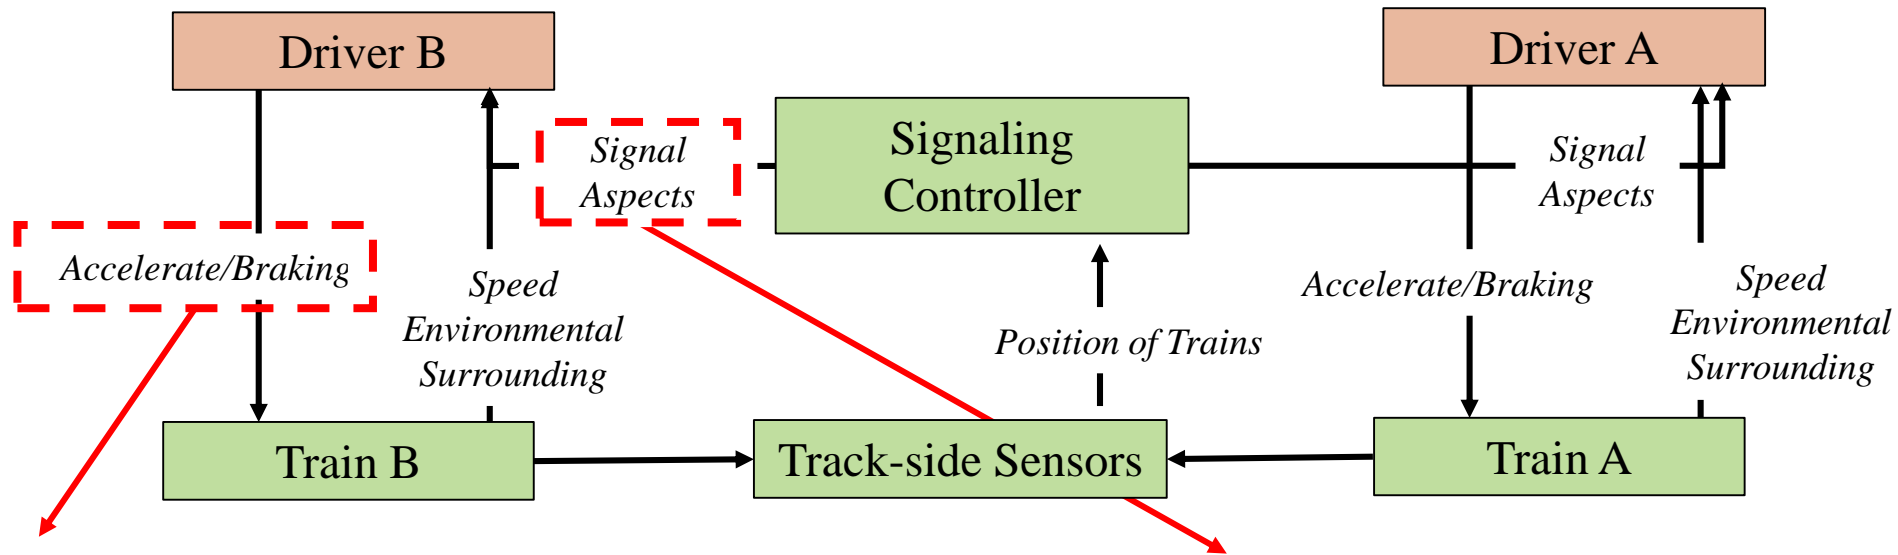 Driver B
Driver A
Signaling
Controller
Signal
Aspects
Signal
Aspects
Accelerate/Braking
Speed
Environmental
Surrounding
Position of Trains
Accelerate/Braking
Speed
Environmental
Surrounding
Train B
Track-side Sensors
Train A